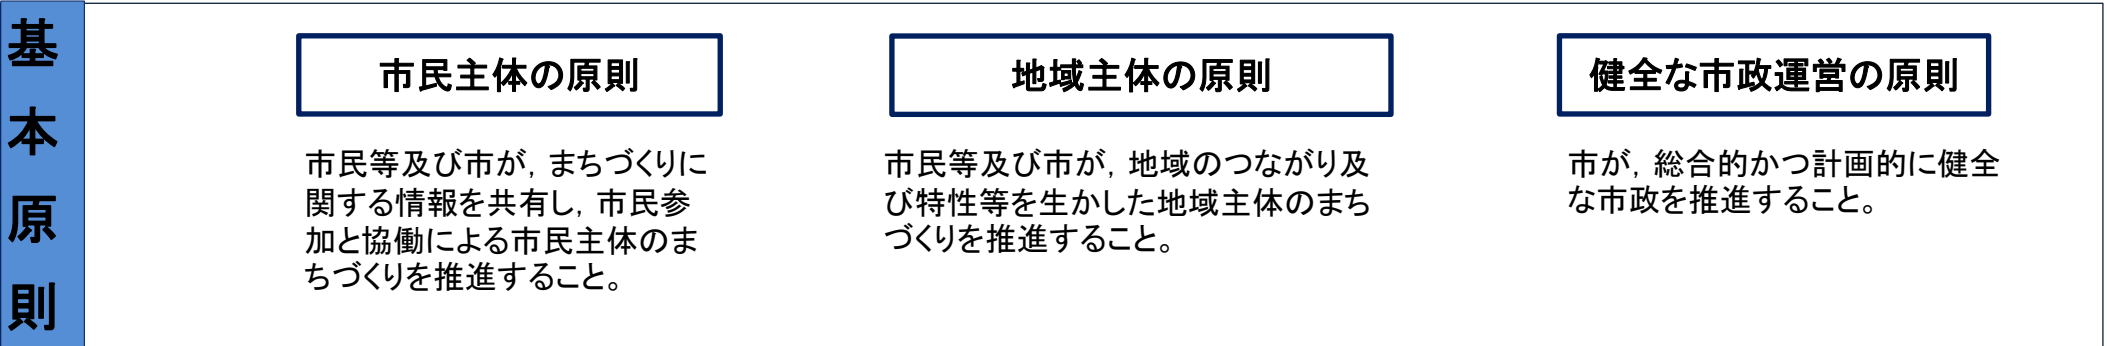 基本原則
市民主体の原則
市民等及び市が，まちづくりに
関する情報を共有し，市民参
加と協働による市民主体のま
ちづくりを推進すること。
地域主体の原則
市民等及び市が，地域のつながり及
び特性等を生かした地域主体のまち
づくりを推進すること。
健全な市政運営の原則
市が，総合的かつ計画的に健全
な市政を推進すること。